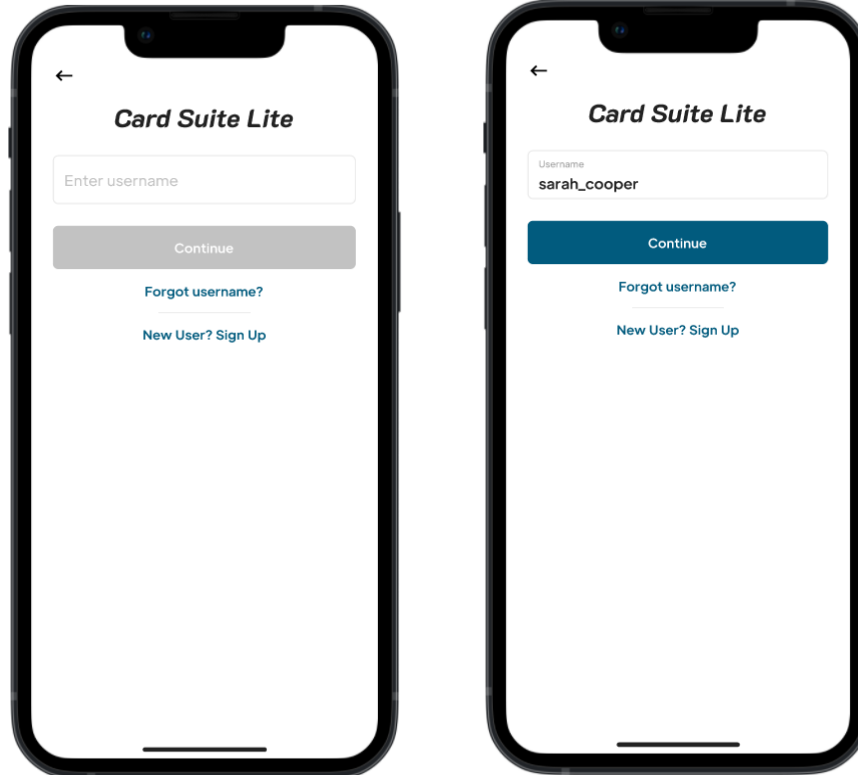 Card Suite Lite
Enter username
Continue
Forgot username?
New User? Sign Up
Card Suite Lite
Username
sarah_cooper
Continue
Forgot username?
New User? Sign Up